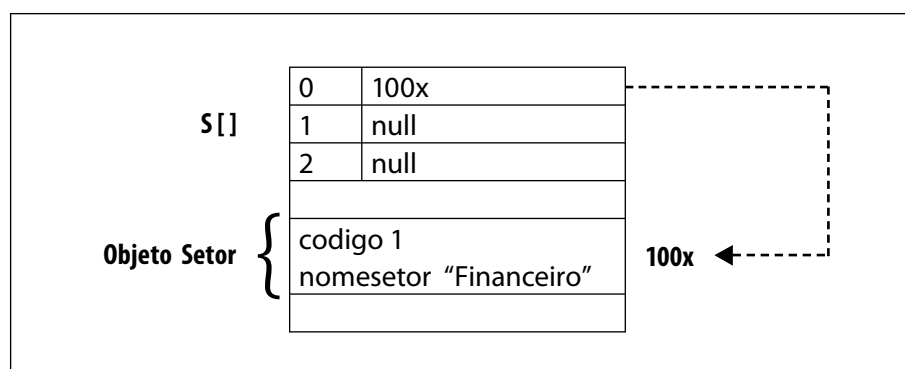 0 100x
S[] 1 null
2 null
Objeto Setor { codigo 1
nomesetor “Financeiro”
100x